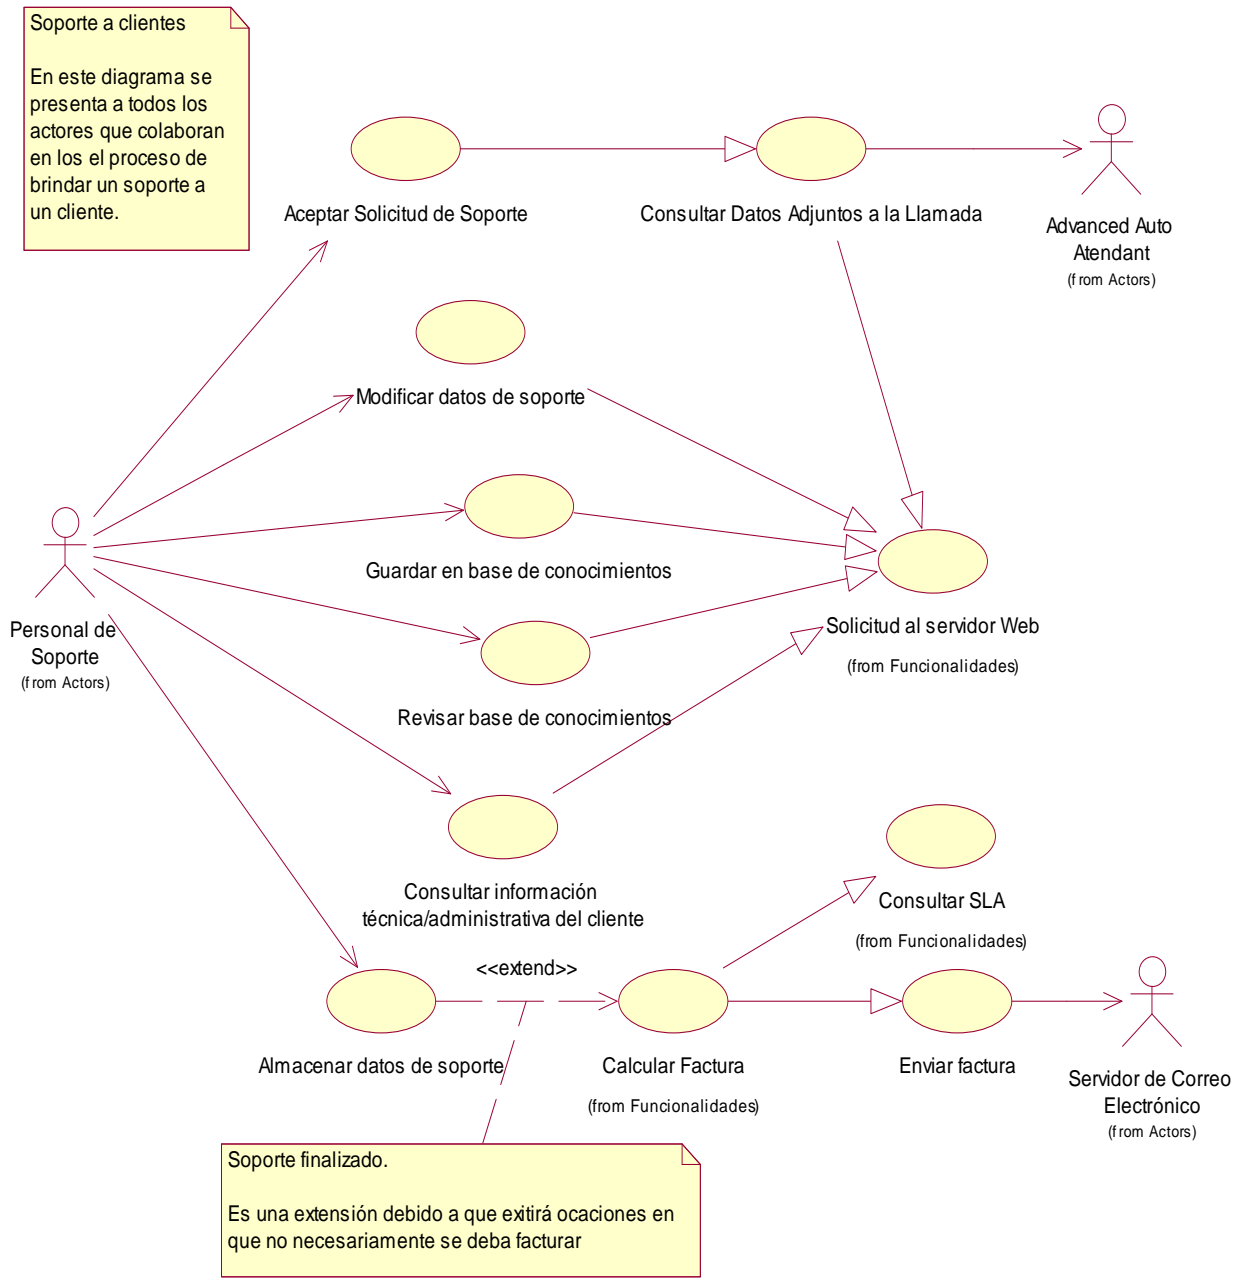 Soporte a clientes
En este diagrama se
presenta a todos los
actores que colaboran
en los el proceso de
brindar un soporte a
un cliente.
Aceptar Solicitud de Soporte
Consultar Datos Adjuntos a la Llamada
Advanced Auto
Atendant
(from Actors)
Modificar datos de soporte
Guardar en base de conocimientos
Personal de
Soporte
(from Actors)
Solicitud al servidor Web
(from Funcionalidades)
Revisar base de conocimientos
Consultar información
técnica/administrativa del cliente
Consultar SLA
(from Funcionalidades)
<<extend>>
Almacenar datos de soporte
Calcular Factura
(from Funcionalidades)
Enviar factura
Servidor de Correo
Electrónico
(from Actors)
Soporte finalizado.
Es una extensión debido a que exitirá ocaciones en
que no necesariamente se deba facturar